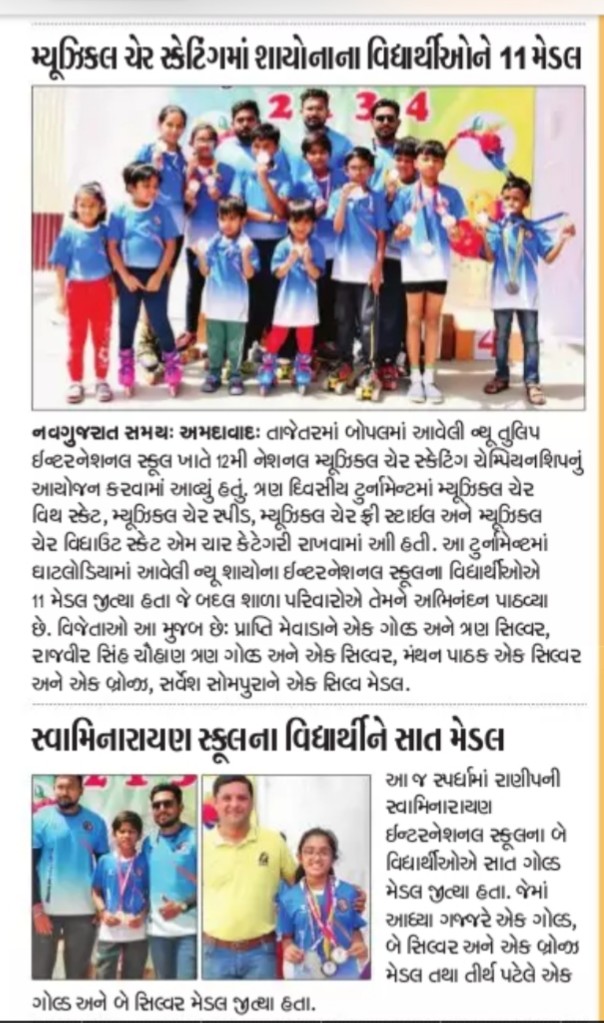 મ્યૂઝિકલ ચેર સ્કેટિંગમાં શાયોનાના વિદ્યાર્થીઓને 11 મેડલ
2 3 4
4
નવગુજરાત સમય: અમદાવાદ: તાજેતરમાં બોપલમાં આવેલી ન્યૂ તુલિપ
ઈન્ટરનેશનલ સ્કૂલ ખાતે 12મી નેશનલ મ્યૂઝિકલ ચેર સ્કેટિંગ ચેમ્પિયનશિપનું
આયોજન કરવામાં આવ્યું હતું. ત્રણ દિવસીય ટુર્નામેન્ટમાં મ્યૂઝિકલ ચેર
વિથ સ્કેટ, મ્યૂઝિકલ ચેર સ્પીડ, મ્યૂઝિકલ ચેર ફ્રી સ્ટાઈલ અને મ્યૂઝિકલ
ચેર વિધાઉટ સ્કેટ એમ ચાર કેટેગરી રાખવામાં આી હતી. આ ટુર્નામેન્ટમાં
ઘાટલોડિયામાં આવેલી ન્યૂ શાયોના ઈન્ટરનેશનલ સ્કૂલના વિદ્યાર્થીઓએ
11 મેડલ જીત્યા હતા જે બદલ શાળા પરિવારોએ તેમને અભિનંદન પાઠવ્યા
છે. વિજેતાઓ આ મુજબ છે: પ્રાપ્તિ મેવાડાને એક ગોલ્ડ અને ત્રણ સિલ્વર,
રાજવીર સિંહ ચૌહાણ ત્રણ ગોલ્ડ અને એક સિલ્વર, મંથન પાઠક એક સિલ્વર
અને એક બ્રોન્ઝ, સર્વેશ સોમપુરાને એક સિલ્વ મેડલ.
સ્વામિનારાયણ સ્કૂલના વિદ્યાર્થીને સાત મેડલ
આ જ સ્પર્ધામાં રાણીપની
સ્વામિનારાયણ
ઈન્ટરનેશનલ સ્કૂલના બે
વિદ્યાર્થીઓએ સાત ગોલ્ડ
મેડલ જીત્યા હતા. જેમાં
આધ્યા ગજ્જરે એક ગોલ્ડ,
બે સિલ્વર અને એક બ્રોન્ઝ
મેડલ તથા તીર્થ પટેલે એક
ગોલ્ડ અને બે સિલ્વર મેડલ જીત્યા હતા.